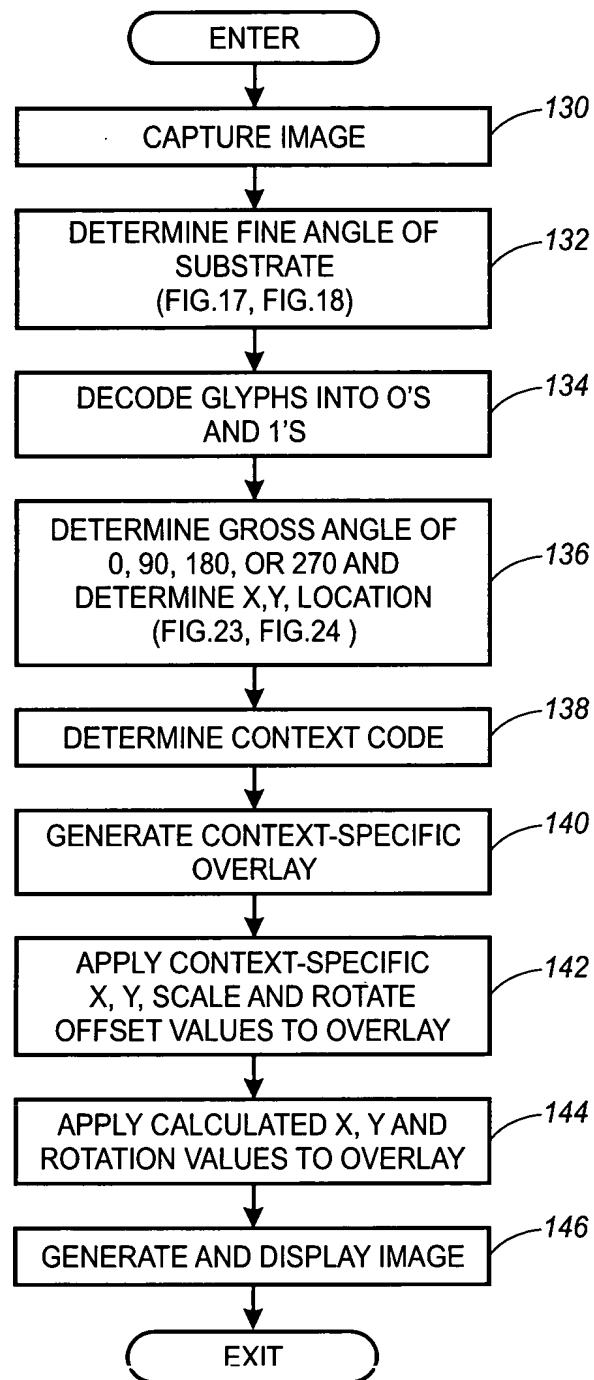 ENTER
CAPTURE IMAGE
130
DETERMINE FINE ANGLE OF
SUBSTRATE
(FIG.17, FIG.18)
132
DECODE GLYPHS INTO 0'S
AND 1'S
134
DETERMINE GROSS ANGLE OF
0, 90, 180, OR 270 AND
DETERMINE X,Y, LOCATION
(FIG.23, FIG.24 )
136
DETERMINE CONTEXT CODE
138
GENERATE CONTEXT-SPECIFIC
OVERLAY
140
APPLY CONTEXT-SPECIFIC
X, Y, SCALE AND ROTATE
OFFSET VALUES TO OVERLAY
142
APPLY CALCULATED X, Y AND
ROTATION VALUES TO OVERLAY
144
GENERATE AND DISPLAY IMAGE
146
EXIT